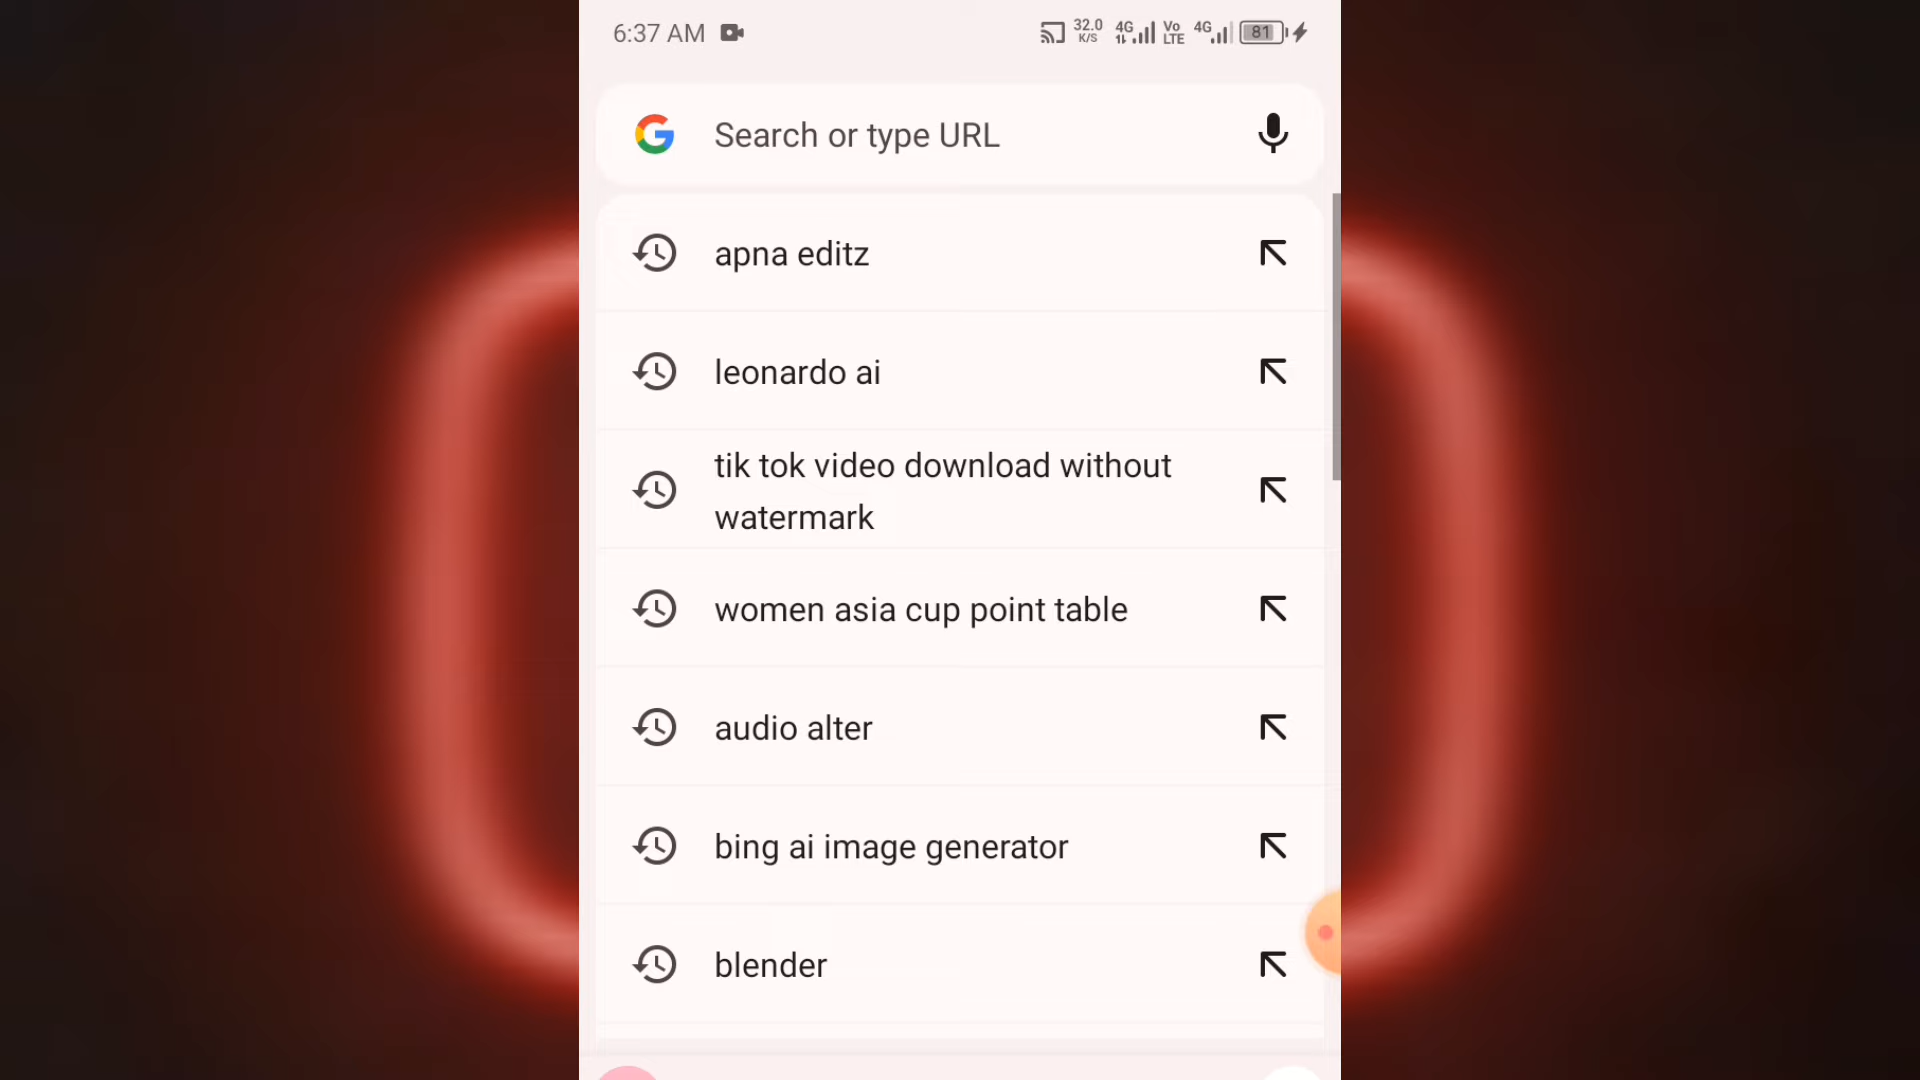 6:37 AM
32.0
K/S
4G
Vo
LTE
4G
81
Search or type URL
apna editz
leonardo ai
tik tok video download without
watermark
women asia cup point table
audio alter
bing ai image generator
blender